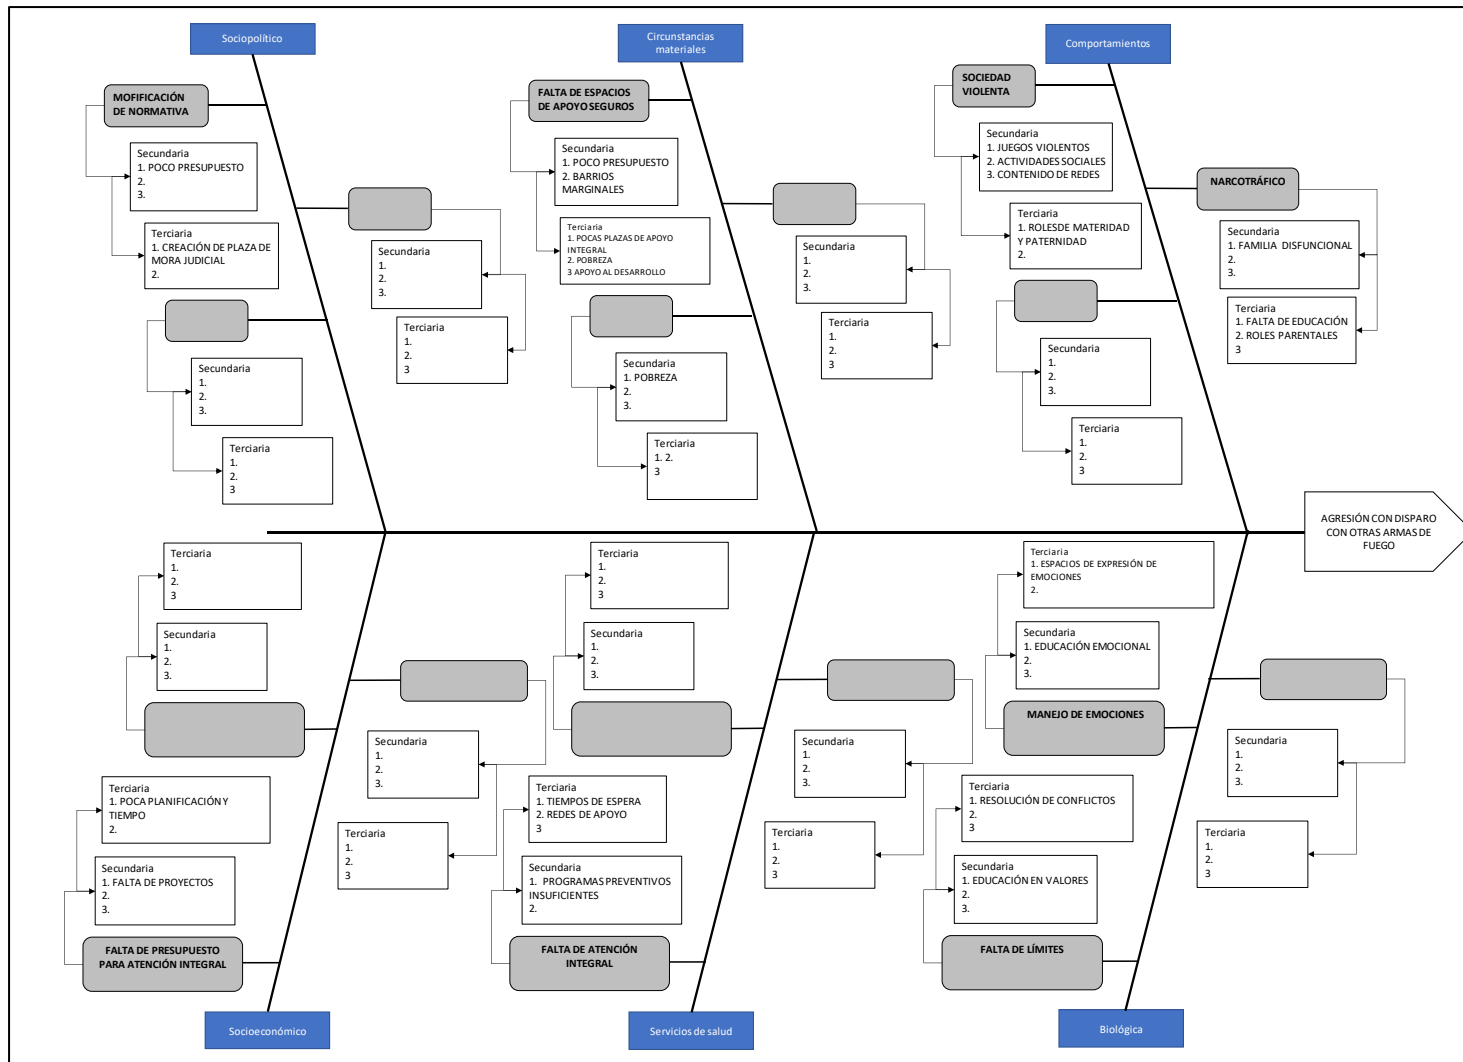 Sociopolítico
Circunstancias
materiales
Comportamientos
MOFIFICACIÓN
DE NORMATIVA
Secundaria
1. POCO PRESUPUESTO
2.
3.
Terciaria
1. CREACIÓN DE PLAZA DE
MORA JUDICIAL
2.
Secundaria
1.
2.
3.
Terciaria
1.
2.
3
Secundaria
1.
2.
3.
Terciaria
1.
2.
3
FALTA DE ESPACIOS
DE APOYO SEGUROS
Secundaria
1. POCO PRESUPUESTO
2. BARRIOS
MARGINALES
Terciaria
1. POCAS PLAZAS DE APOYO
INTEGRAL
2. POBREZA
3 APOYO AL DESARROLLO
Secundaria
1.
2.
3.
Terciaria
1.
2.
3
Secundaria
1. POBREZA
2.
3.
Terciaria
1. 2.
3
SOCIEDAD
VIOLENTA
Secundaria
1. JUEGOS VIOLENTOS
2. ACTIVIDADES SOCIALES
3. CONTENIDO DE REDES
Terciaria
1. ROLESDE MATERIDAD
Y PATERNIDAD
2.
NARCOTRÁFICO
Secundaria
1. FAMILIA DISFUNCIONAL
2.
3.
Terciaria
1. FALTA DE EDUCACIÓN
2. ROLES PARENTALES
3
Secundaria
1.
2.
3.
Terciaria
1.
2.
3
AGRESIÓN CON DISPARO
CON OTRAS ARMAS DE
FUEGO
Terciaria
1.
2.
3
Secundaria
1.
2.
3.
Secundaria
1.
2.
3.
Terciaria
1.
2.
3
Terciaria
1. POCA PLANIFICACIÓN Y
TIEMPO
2.
Secundaria
1. FALTA DE PROYECTOS
2.
3.
FALTA DE PRESUPUESTO
PARA ATENCIÓN INTEGRAL
Terciaria
1.
2.
3
Secundaria
1.
2.
3.
Secundaria
1.
2.
3.
Terciaria
1.
2.
3
Terciaria
1. TIEMPOS DE ESPERA
2. REDES DE APOYO
3
Secundaria
1. PROGRAMAS PREVENTIVOS
INSUFICIENTES
2.
FALTA DE ATENCIÓN
INTEGRAL
Terciaria
1. ESPACIOS DE EXPRESIÓN DE
EMOCIONES
2.
Secundaria
1. EDUCACIÓN EMOCIONAL
2.
3.
MANEJO DE EMOCIONES
Secundaria
1.
2.
3.
Terciaria
1.
2.
3
Terciaria
1. RESOLUCIÓN DE CONFLICTOS
2.
3
Secundaria
1. EDUCACIÓN EN VALORES
2.
3.
FALTA DE LÍMITES
Socioeconómico
Servicios de salud
Biológica